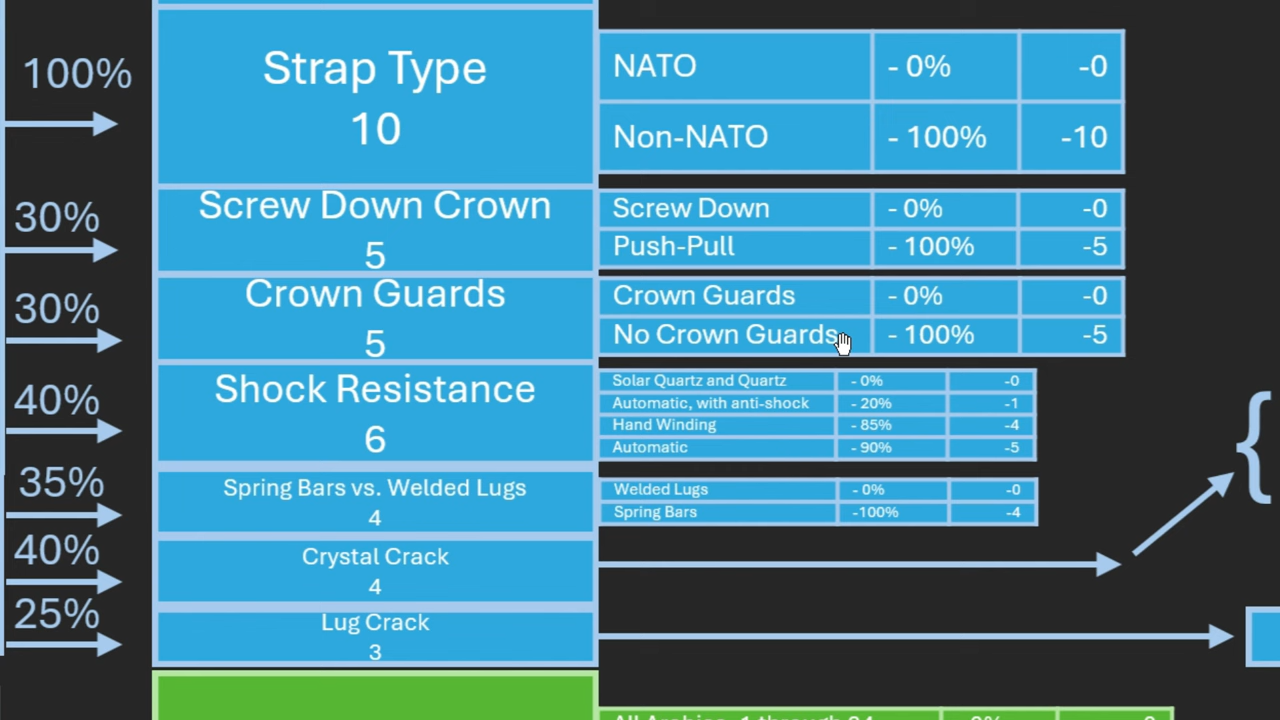 100%
Strap Type
10
NATO - 0% -0
Non-NATO - 100% -10
30%
Screw Down Crown
5
Screw Down - 0% -0
Push-Pull - 100% -5
30%
Crown Guards
5
Crown Guards - 0% -0
No Crown Guards - 100% -5
40%
Shock Resistance
6
Solar Quartz and Quartz - 0% -0
Automatic, with anti-shock - 20% -1
Hand Winding - 85% -4
Automatic - 90% -5
35%
Spring Bars vs. Welded Lugs
4
Welded Lugs - 0% -0
Spring Bars -100% -4
40%
Crystal Crack
4
25%
Lug Crack
3